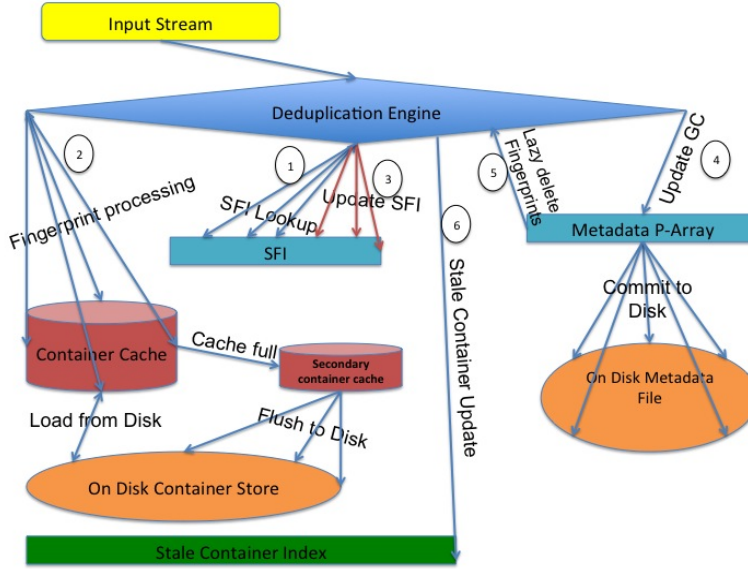 Input Stream
Deduplication Engine
2
1
3
5
4
6
Fingerprint processing
SFI Lookup
Update SFI
Lazy delete
Fingerprints
Update GC
SFI
Metadata P-Array
Stale Container Update
Commit to
Disk
Container Cache
Cache full
Secondary
container cache
On Disk Metadata
File
Load from Disk
Flush to Disk
On Disk Container Store
Stale Container Index